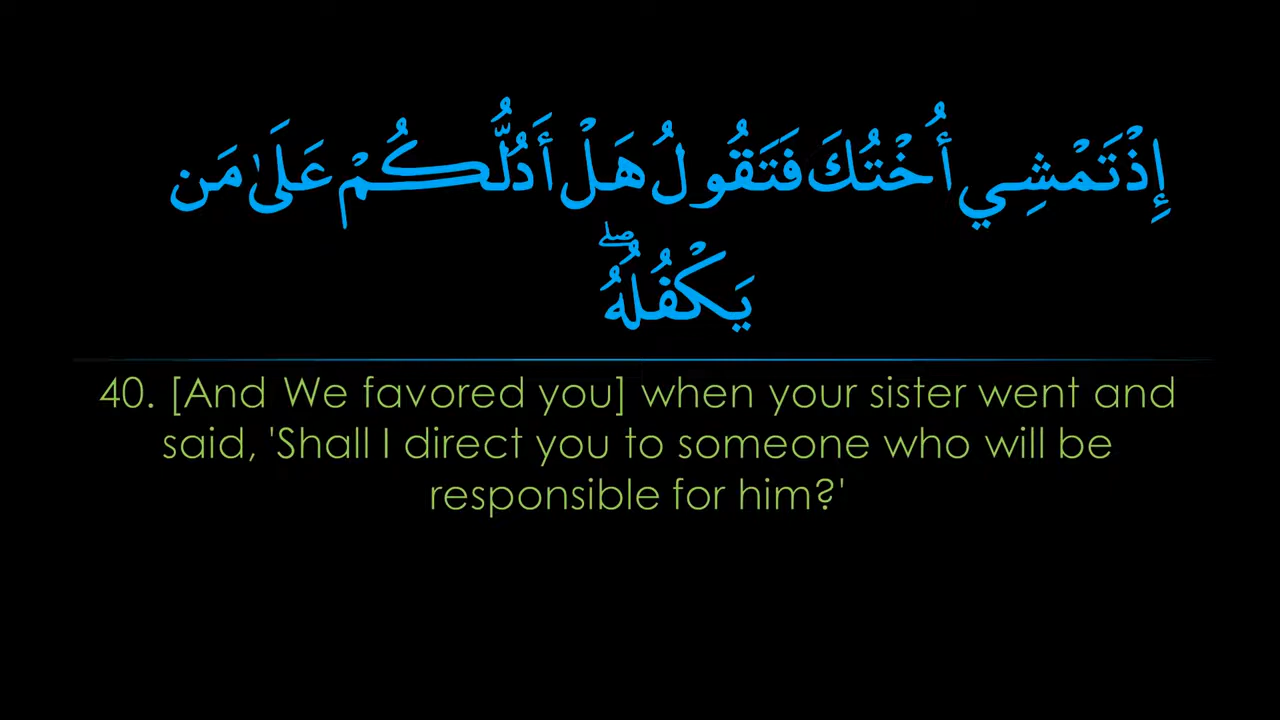 إِذْ تَمْشِي أُخْتُكَ فَتَقُولُ هَلْ أَدُلُّكُمْ عَلَىٰ مَن
يَكْفُلُهُ ۖ
40. [And We favored you] when your sister went and
said, 'Shall I direct you to someone who will be
responsible for him?'